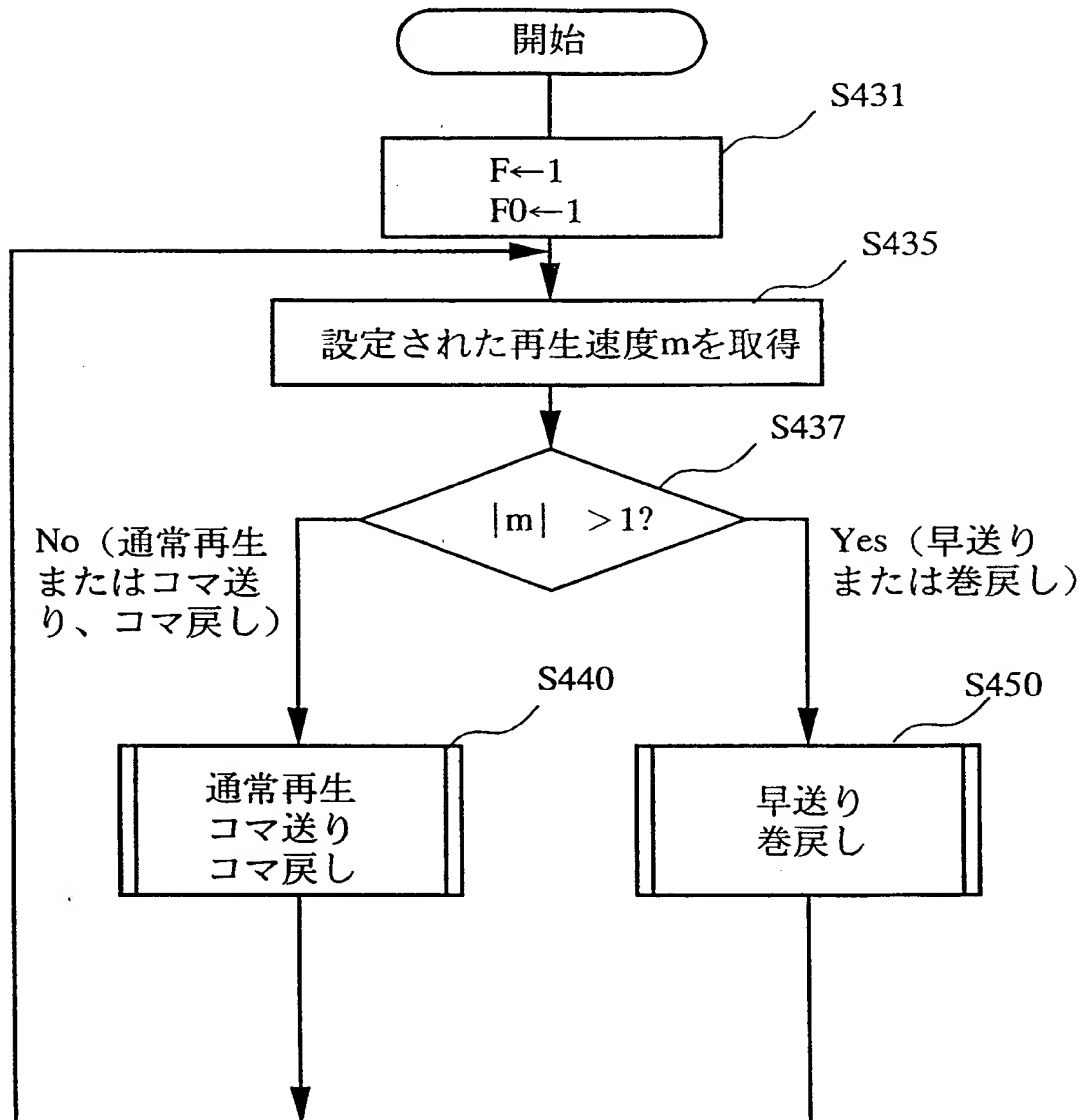 開始
S431
F←1
F0←1
S435
設定された再生速度mを取得
S437
|m| >1?
No（通常再生
またはコマ送
り、コマ戻し）
Yes（早送り
または巻戻し）
S440
通常再生
コマ送り
コマ戻し
S450
早送り
巻戻し